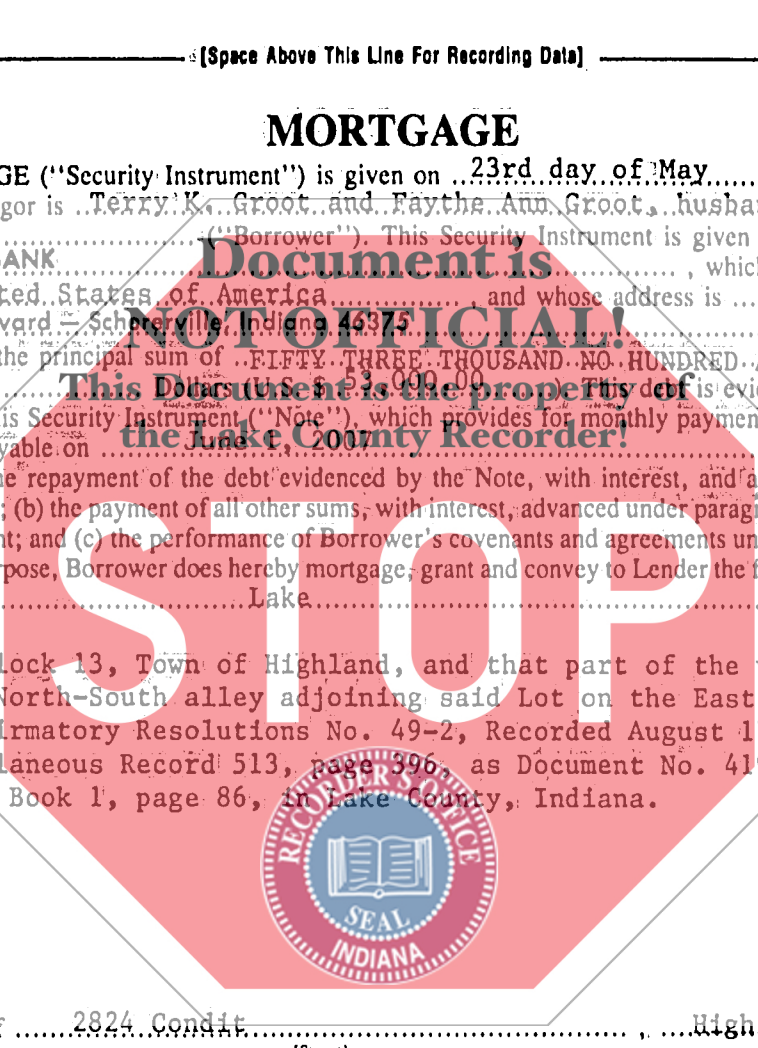 [Space Above This Line For Recording Data]
MORTGAGE
GE (“Security Instrument”) is given on 23rd day of May
gor is Terry K. Groot and Faythe Ann Groot, husba
(“Borrower”). This Security Instrument is given
ANK , whic
ted States of America , and whose address is
vard – Schererville, Indiana 46375
the principal sum of FIFTY THREE THOUSAND NO HUNDRED
Dollars (U.S. $ 53,000.00 This debt is evi
is Security Instrument (“Note”), which provides for monthly paymen
yable on June 1, 2007
e repayment of the debt evidenced by the Note, with interest, and a
; (b) the payment of all other sums, with interest, advanced under parag
nt; and (c) the performance of Borrower's covenants and agreements un
rpose, Borrower does hereby mortgage, grant and convey to Lender the f
Lake
lock 13, Town of Highland, and that part of the
North-South alley adjoining said Lot on the East
irmatory Resolutions No. 49-2, Recorded August 1
laneous Record 513, page 396, as Document No. 41
Book 1, page 86, in Lake County, Indiana.
2824 Condit , High
Document is
NOT OFFICIAL!
This Document is the property of
the Lake County Recorder!
STOP
RECORDER'S OFFICE
SEAL
INDIANA